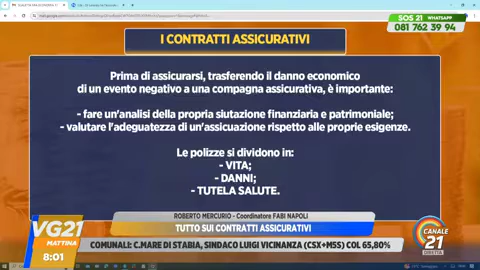 SOS 21 WHATSAPP
081 762 39 94
I CONTRATTI ASSICURATIVI
Prima di assicurarsi, trasferendo il danno economico
di un evento negativo a una compagna assicurativa, è importante:
- fare un'analisi della propria siutazione finanziaria e patrimoniale;
- valutare l'adeguatezza di un'assicuazione rispetto alle proprie esigenze.
Le polizze si dividono in:
- VITA;
- DANNI;
- TUTELA SALUTE.
ROBERTO MERCURIO - Coordinatore FABI NAPOLI
TUTTO SUI CONTRATTI ASSICURATIVI
VG21
MATTINA
8:01
COMUNALI: C.MARE DI STABIA, SINDACO LUIGI VICINANZA (CSX+M5S) COL 65,80%
CANALE
21
DIRETTA